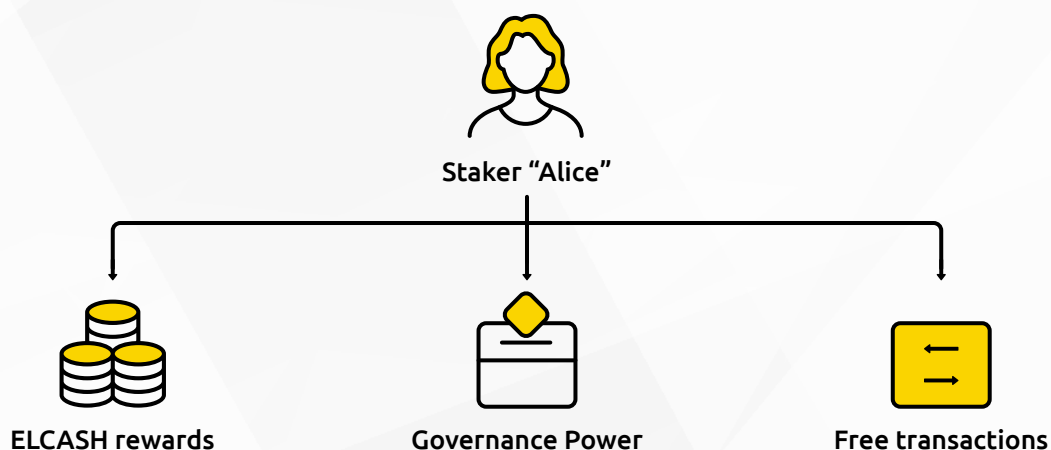 Staker “Alice”
ELCASH rewards
Governance Power
Free transactions